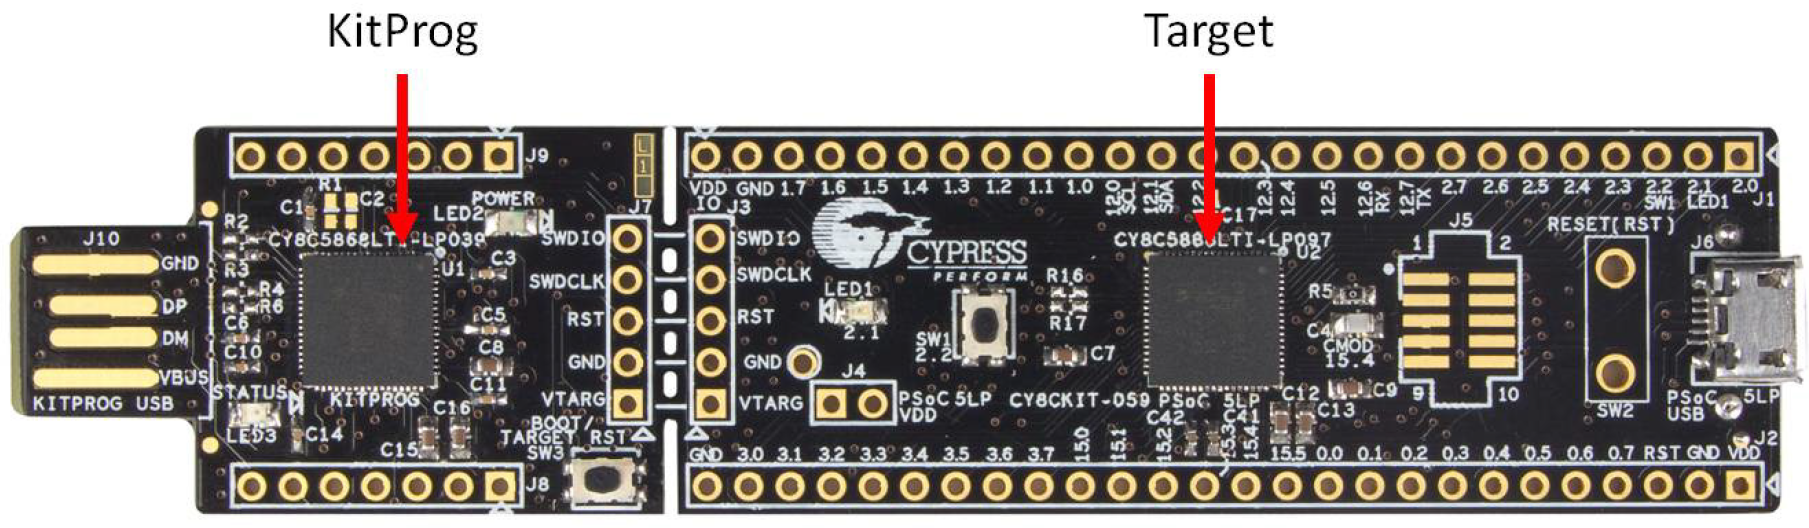 KitProg
Target
J9
L
1
R1
C2
C1
R2
POWER
LED2
J7
VDD GND 1.7 1.6 1.5 1.4 1.3 1.2 1.1 1.0 12.0 12.1 12.2 12.3 12.4 12.5 12.6 12.7 2.7 2.6 2.5 2.4 2.3 2.2 2.1 2.0
IO
SCL
SDA
RX
TX
SW1
LED1
J1
J3
C17
J10
GND
DP
DM
VBUS
KITPROG USB
CY8C5868LTI-LP039
U1
R3
R4
R6
C6
C10
C3
C5
C8
C11
STATUS
LED3
C14
KITPROG
C15
C16
SWDIO
SWDCLK
RST
GND
VTARG
BOOT/
TARGET RST
SW3
J8
SWDIO
SWDCLK
RST
GND
VTARG
CYPRESS
PERFORM
LED1
2.1
SW1
2.2
R16
R17
C7
J4
PSoC 5LP
VDD
CY8CKIT-059 PSoC 5LP
LTI-LP097
U2
R5
C4
CMOD
15.4
C9
C12
C13
C42
C41
J5
1
2
9
10
RESET(RST)
SW2
J6
PSoC 5LP
USB
J2
GND 3.0 3.1 3.2 3.3 3.4 3.5 3.6 3.7 15.0 15.1 15.2 15.3 15.4 15.5 0.0 0.1 0.2 0.3 0.4 0.5 0.6 0.7 RST GND VDD